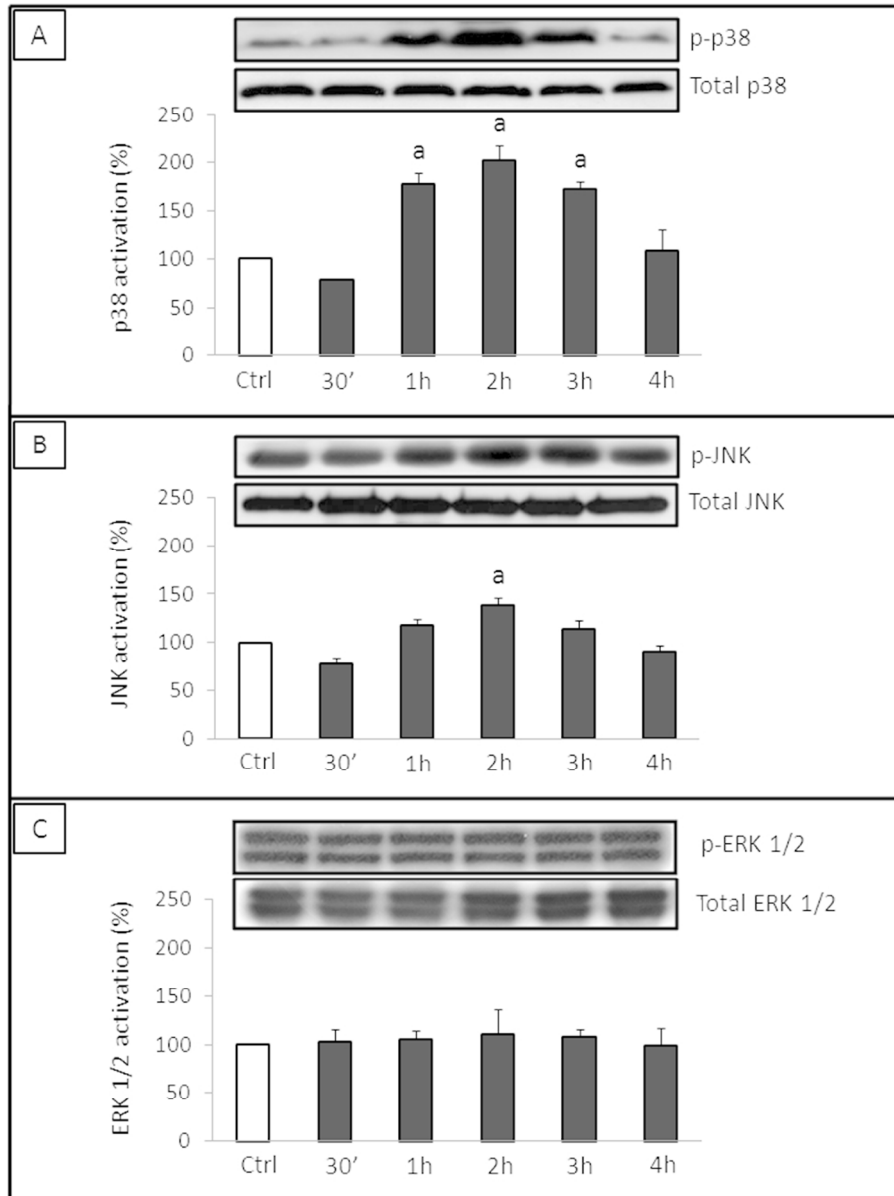 A
p-p38
Total p38
p38 activation (%)
250
200
150
100
50
0
a
a
a
Ctrl 30’ 1h 2h 3h 4h
B
p-JNK
Total JNK
JNK activation (%)
250
200
150
100
50
0
a
Ctrl 30’ 1h 2h 3h 4h
C
p-ERK 1/2
Total ERK 1/2
ERK 1/2 activation (%)
250
200
150
100
50
0
Ctrl 30’ 1h 2h 3h 4h